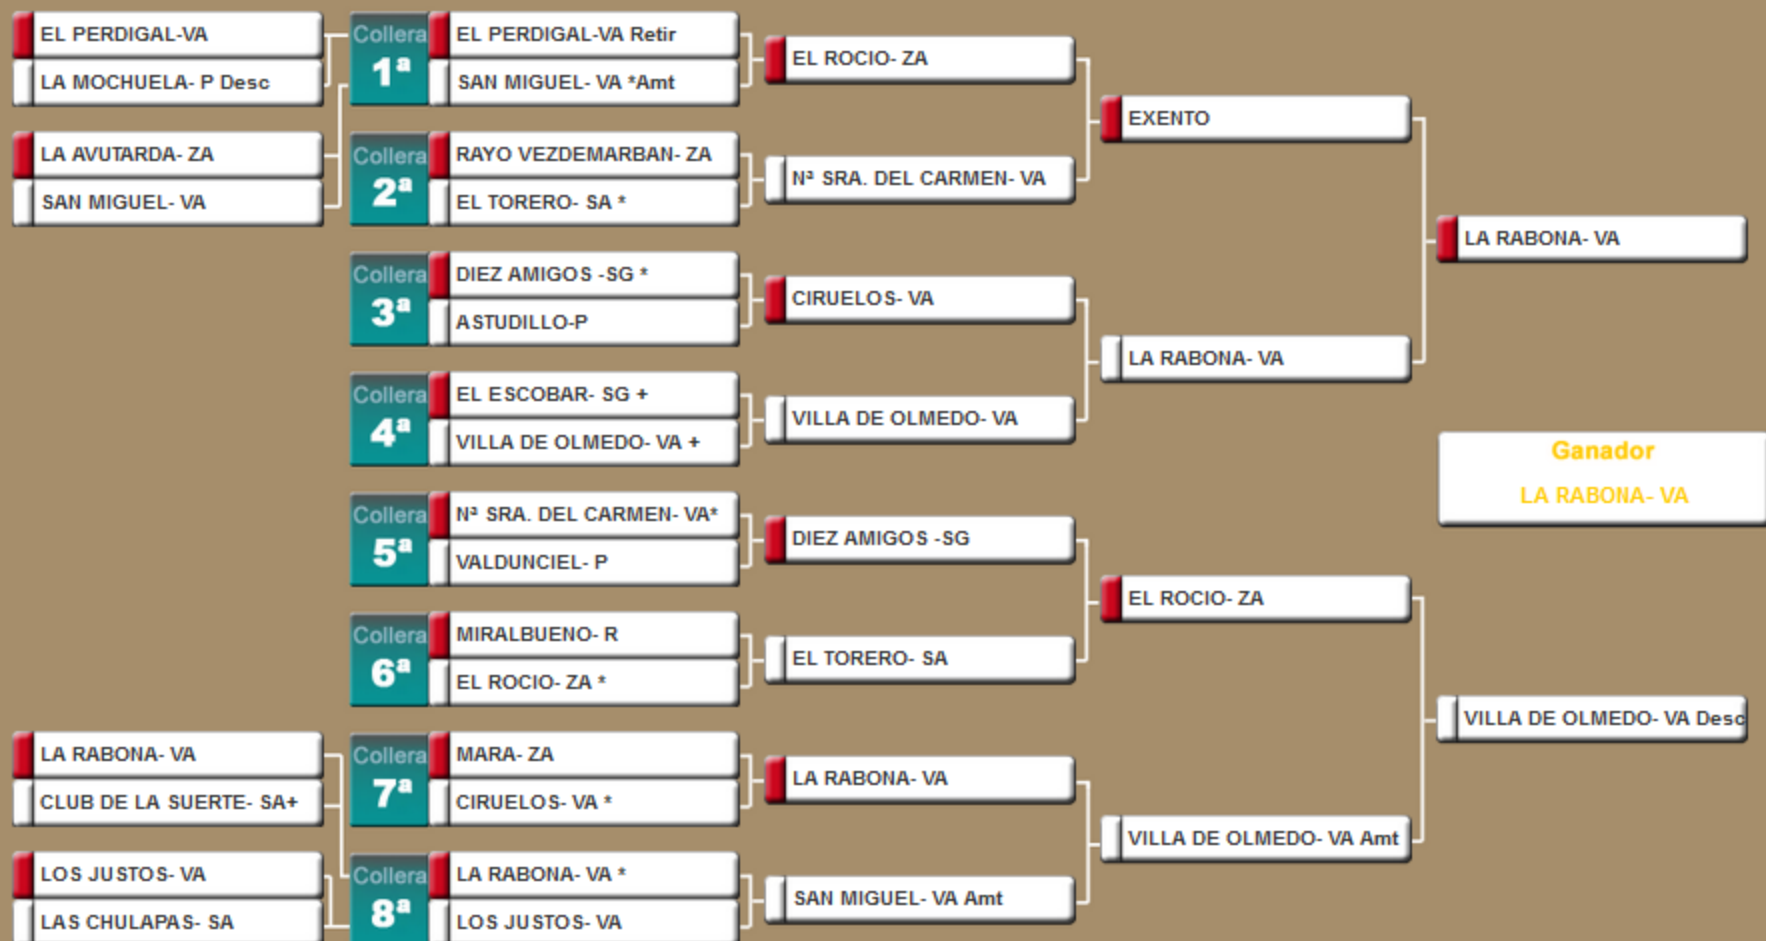 EL PERDIGAL-VA
LA MOCHUELA- P Desc
LA AVUTARDA- ZA
SAN MIGUEL- VA
LA RABONA- VA
CLUB DE LA SUERTE- SA+
LOS JUSTOS- VA
LAS CHULAPAS- SA
Collera
1ª
EL PERDIGAL-VA Retir
SAN MIGUEL- VA *Amt
Collera
2ª
RAYO VEZDEMARBAN- ZA
EL TORERO- SA *
Collera
3ª
DIEZ AMIGOS -SG *
ASTUDILLO-P
Collera
4ª
EL ESCOBAR- SG +
VILLA DE OLMEDO- VA +
Collera
5ª
Nª SRA. DEL CARMEN- VA*
VALDUNCIEL- P
Collera
6ª
MIRALBUENO- R
EL ROCIO- ZA *
Collera
7ª
MARA- ZA
CIRUELOS- VA *
Collera
8ª
LA RABONA- VA *
LOS JUSTOS- VA
EL ROCIO- ZA
Nª SRA. DEL CARMEN- VA
CIRUELOS- VA
VILLA DE OLMEDO- VA
DIEZ AMIGOS -SG
EL TORERO- SA
LA RABONA- VA
SAN MIGUEL- VA Amt
EXENTO
LA RABONA- VA
EL ROCIO- ZA
VILLA DE OLMEDO- VA Amt
LA RABONA- VA
VILLA DE OLMEDO- VA Desc
Ganador
LA RABONA- VA